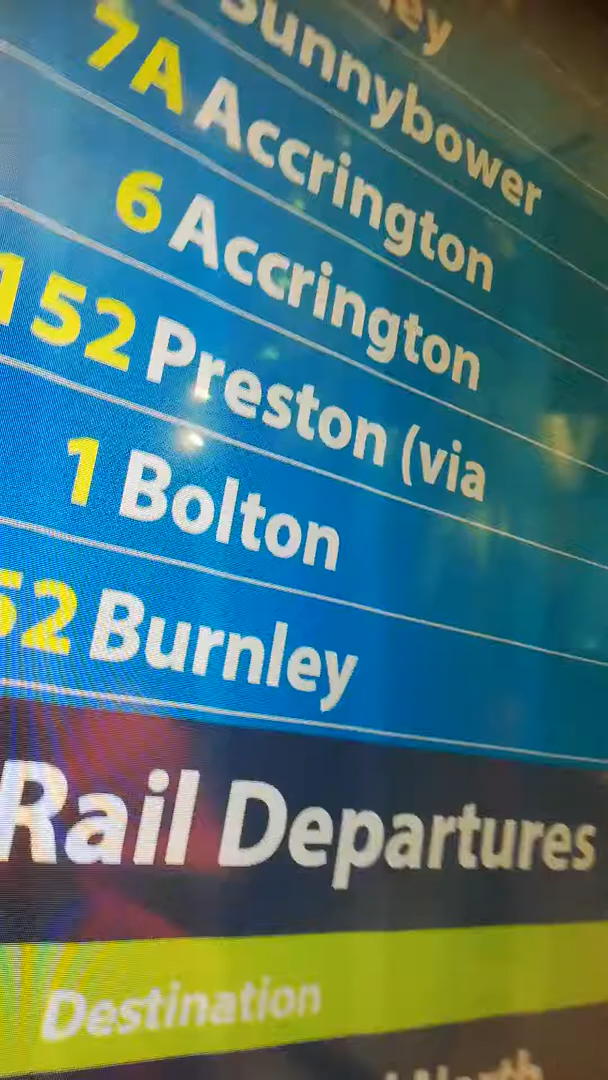 Sunnybower
7A Accrington
6 Accrington
152 Preston (via
1 Bolton
52 Burnley
Rail Departures
Destination